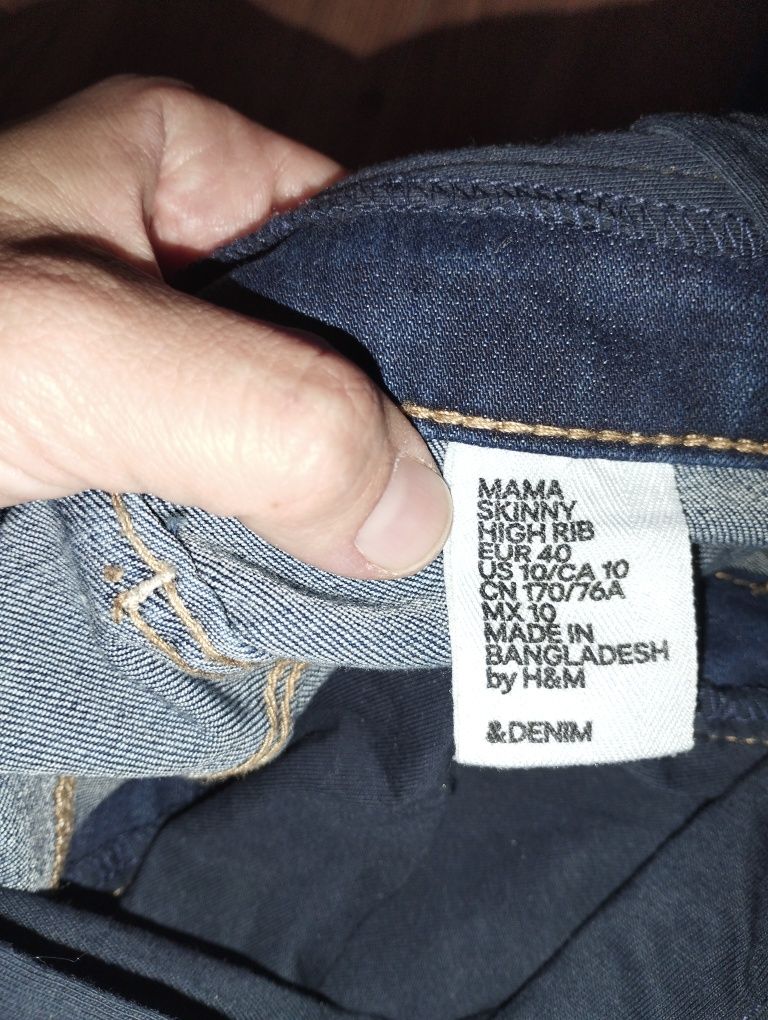 MAMA
SKINNY
HIGH RIB
EUR 40
US 10/CA 10
CN 170/76A
MX 10
MADE IN
BANGLADESH
by H&M
&DENIM